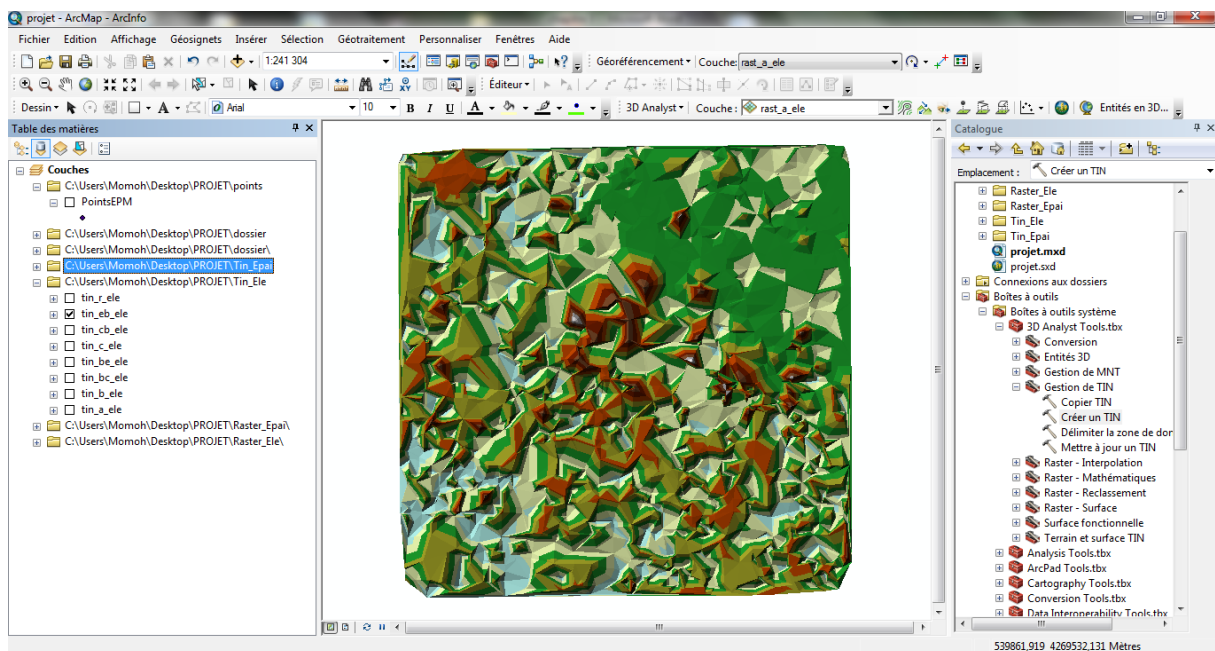 projet - ArcMap - ArcInfo
Fichier Edition Affichage Géosignets Insérer Sélection Géotraitement Personnaliser Fenêtres Aide
1:241 304
Géoréférencement Couche: rast_a_ele
Éditeur
Dessin A Arial 10 B I U A 3D Analyst Couche : rast_a_ele Entités en 3D...
Table des matières
Couches
C:\Users\Momoh\Desktop\PROJET\points
PointsEPM
C:\Users\Momoh\Desktop\PROJET\dossier
C:\Users\Momoh\Desktop\PROJET\dossier\
C:\Users\Momoh\Desktop\PROJET\Tin_Epai
C:\Users\Momoh\Desktop\PROJET\Tin_Ele
tin_r_ele
tin_eb_ele
tin_cb_ele
tin_c_ele
tin_be_ele
tin_bc_ele
tin_b_ele
tin_a_ele
C:\Users\Momoh\Desktop\PROJET\Raster_Epai\
C:\Users\Momoh\Desktop\PROJET\Raster_Ele\
Catalogue
Emplacement : Créer un TIN
Raster_Ele
Raster_Epai
Tin_Ele
Tin_Epai
projet.mxd
projet.sxd
Connexions aux dossiers
Boîtes à outils
Boîtes à outils système
3D Analyst Tools.tbx
Conversion
Entités 3D
Gestion de MNT
Gestion de TIN
Copier TIN
Créer un TIN
Délimiter la zone de dor
Mettre à jour un TIN
Raster - Interpolation
Raster - Mathématiques
Raster - Reclassement
Raster - Surface
Surface fonctionnelle
Terrain et surface TIN
Analysis Tools.tbx
ArcPad Tools.tbx
Cartography Tools.tbx
Conversion Tools.tbx
Data Interoperability Tools.tbx
539861,919 4269532,131 Mètres